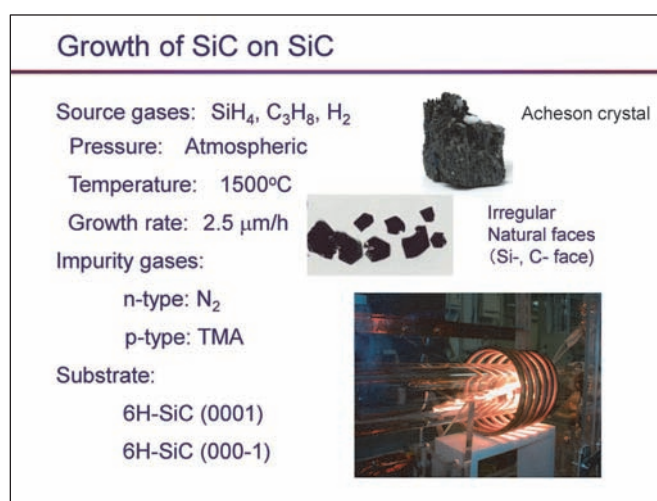 Growth of SiC on SiC
Source gases: SiH₄, C₃H₈, H₂
Pressure: Atmospheric
Temperature: 1500ºC
Growth rate: 2.5 μm/h
Impurity gases:
n-type: N₂
p-type: TMA
Substrate:
6H-SiC (0001)
6H-SiC (000-1)
Acheson crystal
Irregular
Natural faces
(Si-, C- face)